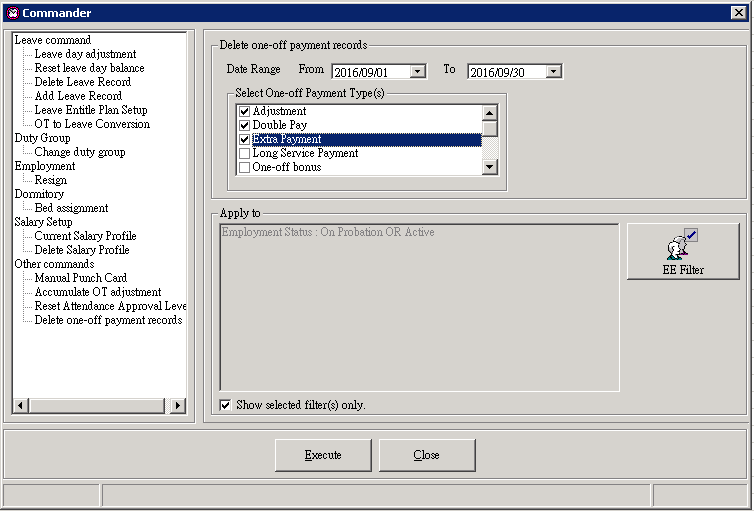 Commander
Leave command
Leave day adjustment
Reset leave day balance
Delete Leave Record
Add Leave Record
Leave Entitle Plan Setup
OT to Leave Conversion
Duty Group
Change duty group
Employment
Resign
Dormitory
Bed assignment
Salary Setup
Current Salary Profile
Delete Salary Profile
Other commands
Manual Punch Card
Accumulate OT adjustment
Reset Attendance Approval Leve
Delete one-off payment records
Delete one-off payment records
Date Range From 2016/09/01 To 2016/09/30
Select One-off Payment Type(s)
Adjustment
Double Pay
Extra Payment
Long Service Payment
One-off bonus
Apply to
Employment Status : On Probation OR Active
EE Filter
Show selected filter(s) only.
Execute Close